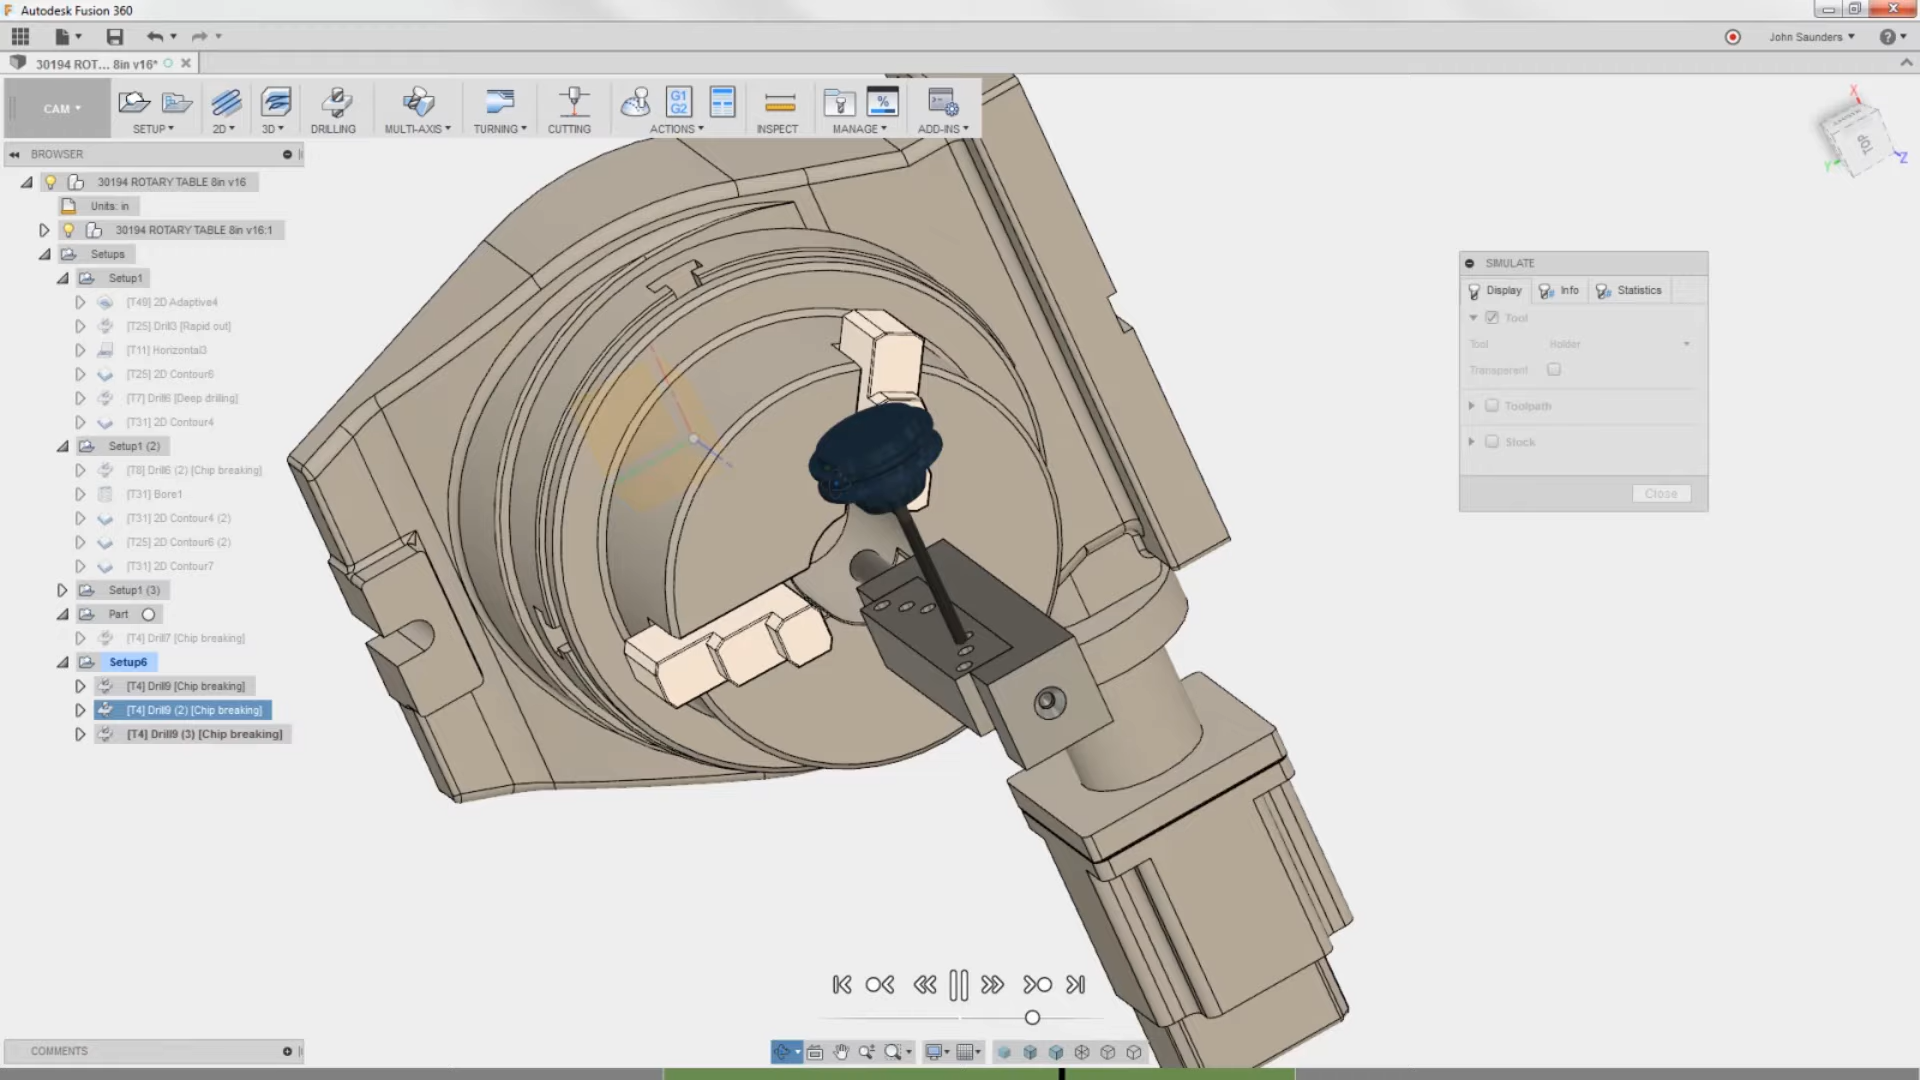 Autodesk Fusion 360
John Saunders
30194 ROT... 8in v16*
CAM
SETUP
2D
3D
DRILLING
MULTI-AXIS
TURNING
CUTTING
G1
G2
ACTIONS
INSPECT
%
MANAGE
ADD-INS
X
TOP
Y
Z
BROWSER
30194 ROTARY TABLE 8in v16
Units: in
30194 ROTARY TABLE 8in v16:1
Setups
Setup1
[T49] 2D Adaptive4
[T25] Drill3 [Rapid out]
[T11] Horizontal3
[T25] 2D Contour6
[T7] Drill6 [Deep drilling]
[T31] 2D Contour4
Setup1 (2)
[T8] Drill6 (2) [Chip breaking]
[T31] Bore1
[T31] 2D Contour4 (2)
[T25] 2D Contour6 (2)
[T31] 2D Contour7
Setup1 (3)
Part
[T4] Drill7 [Chip breaking]
Setup6
[T4] Drill9 [Chip breaking]
[T4] Drill9 (2) [Chip breaking]
[T4] Drill9 (3) [Chip breaking]
SIMULATE
Display
Info
Statistics
Tool
Tool
Holder
Transparent
Toolpath
Stock
Close
COMMENTS